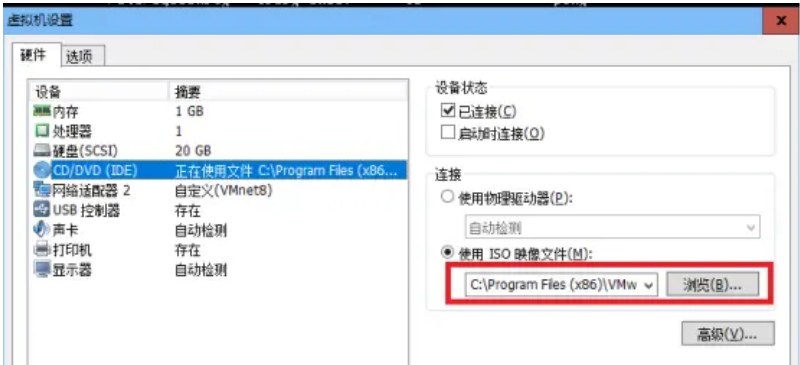 虚拟机设置
硬件 选项
设备 摘要
内存 1 GB
处理器 1
硬盘(SCSI) 20 GB
CD/DVD (IDE) 正在使用文件 C:\Program Files (x86...
网络适配器 2 自定义(VMnet8)
USB 控制器 存在
声卡 自动检测
打印机 存在
显示器 自动检测
设备状态
已连接(C)
启动时连接(O)
连接
使用物理驱动器(P):
自动检测
使用 ISO 映像文件(M):
C:\Program Files (x86)\VMw 浏览(B)...
高级(V)...